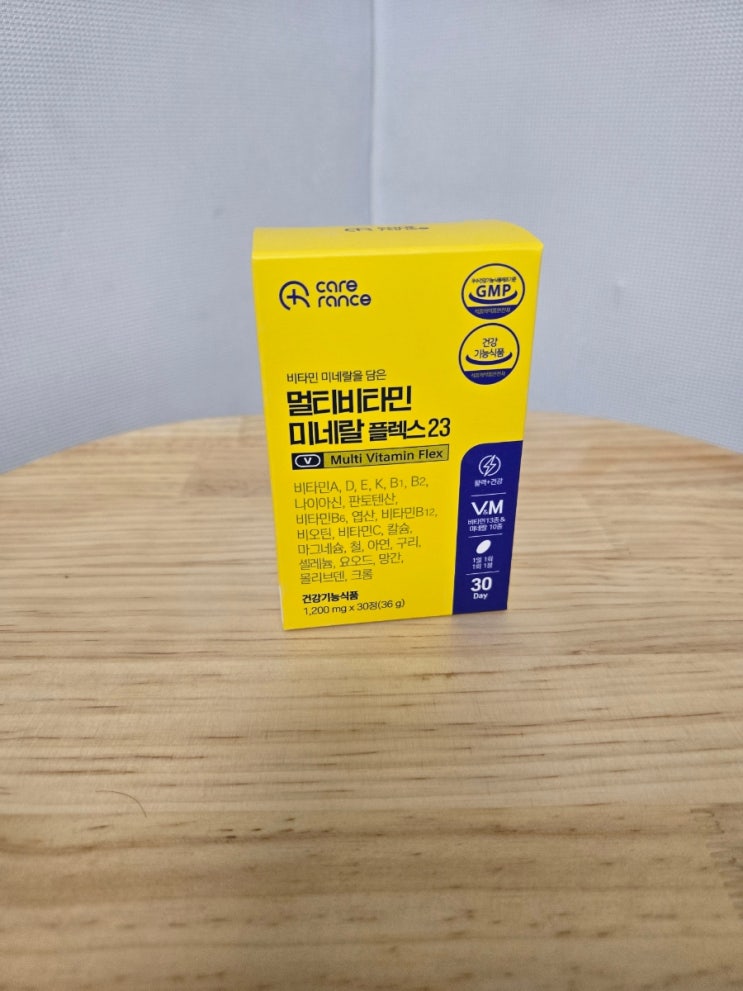 care
rance
GMP
건강
기능식품
비타민 미네랄을 담은
멀티비타민
미네랄 플렉스 23
V Multi Vitamin Flex
비타민A, D, E, K, B1, B2,
나이아신, 판토텐산,
비타민B6, 엽산, 비타민B12,
비오틴, 비타민C, 칼슘,
마그네슘, 철, 아연, 구리,
셀레늄, 요오드, 망간,
몰리브덴, 크롬
건강기능식품
1,200 mg x 30정(36 g)
활력+건강
V&M
비타민 13종 &
미네랄 10종
1일 1회
1회 1정
30
Day